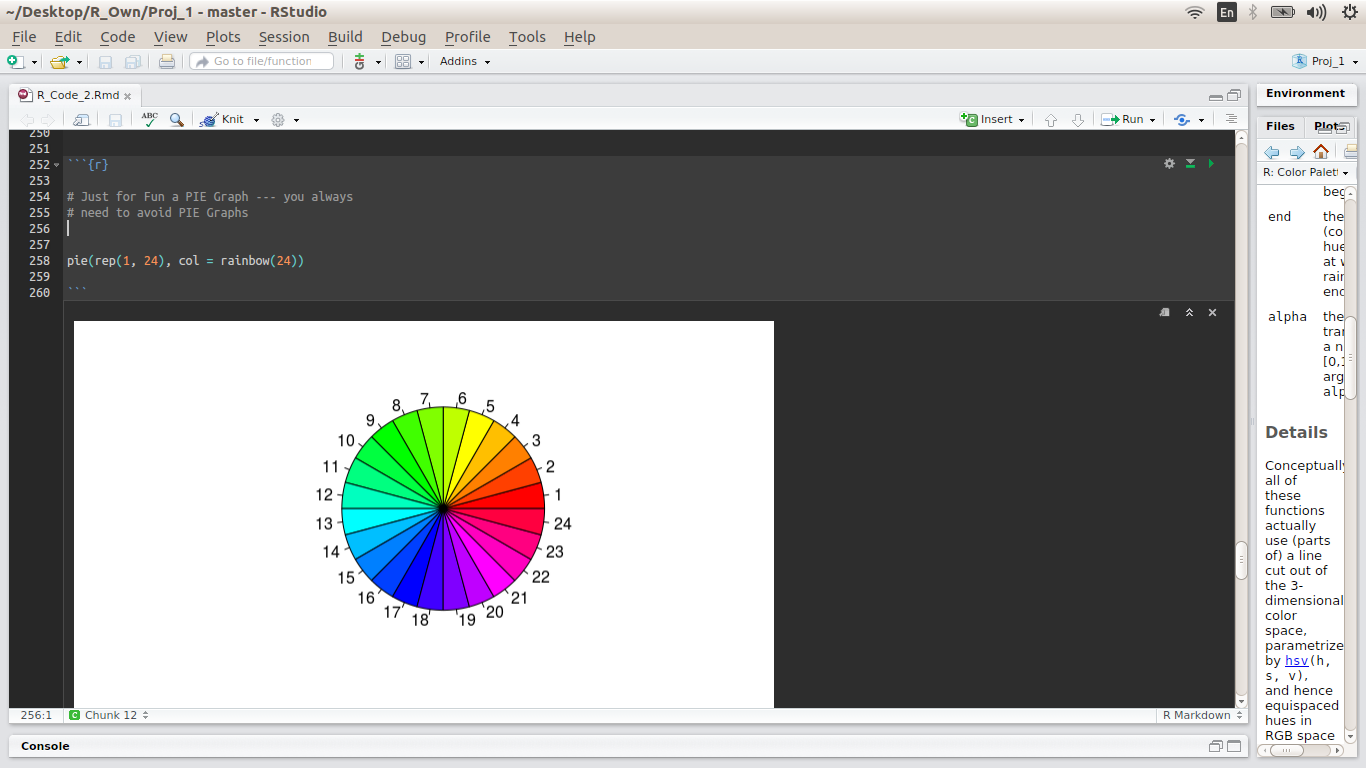 ~/Desktop/R_Own/Proj_1 - master - RStudio
En
File Edit Code View Plots Session Build Debug Profile Tools Help
Go to file/function
Addins
Proj_1
R_Code_2.Rmd
ABC
Knit
Insert
Run
250
251
252 ```{r}
253
254 # Just for Fun a PIE Graph --- you always
255 # need to avoid PIE Graphs
256
257
258 pie(rep(1, 24), col = rainbow(24))
259
260 ```
1
2
3
4
5
6
7
8
9
10
11
12
13
14
15
16
17
18
19
20
21
22
23
24
256:1
Chunk 12
R Markdown
Console
Environment
Files Plots
R: Color Palet
beg
end the
(co
hue
at
rain
end
alpha the
tran
a n
[0,1
arg
alp
Details
Conceptually
all of
these
functions
actually
use (parts
of) a line
cut out of
the 3-
dimensional
color
space,
parametrize
by hsv(h,
s, v),
and hence
equispaced
hues in
RGB space